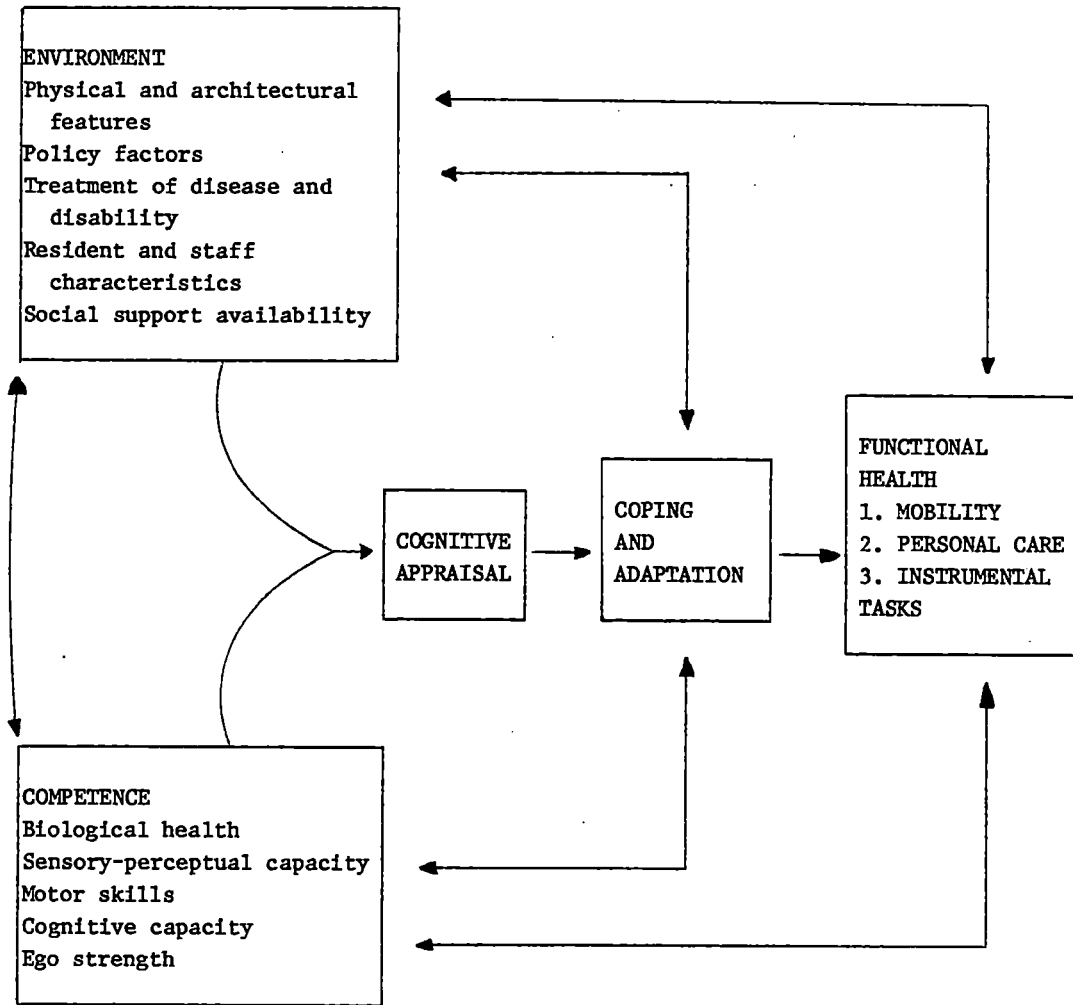 ENVIRONMENT
Physical and architectural
features
Policy factors
Treatment of disease and
disability
Resident and staff
characteristics
Social support availability
COGNITIVE
APPRAISAL
COPING
AND
ADAPTATION
FUNCTIONAL
HEALTH
1. MOBILITY
2. PERSONAL CARE
3. INSTRUMENTAL
TASKS
COMPETENCE
Biological health
Sensory-perceptual capacity
Motor skills
Cognitive capacity
Ego strength